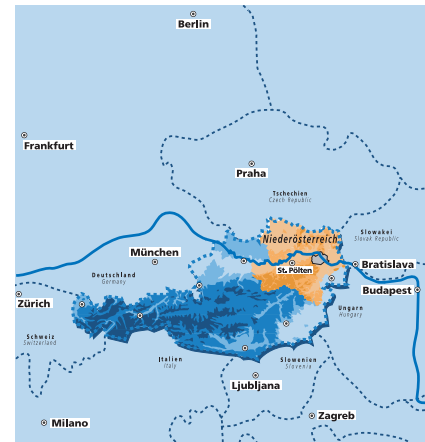 Berlin
Frankfurt
Praha
Tschechien
Czech Republic
Niederösterreich
Slowakei
Slovak Republic
München
St. Pölten
Bratislava
Deutschland
Germany
Budapest
Zürich
Ungarn
Hungary
Schweiz
Switzerland
Italien
Italy
Slowenien
Slovenia
Ljubljana
Zagreb
Milano